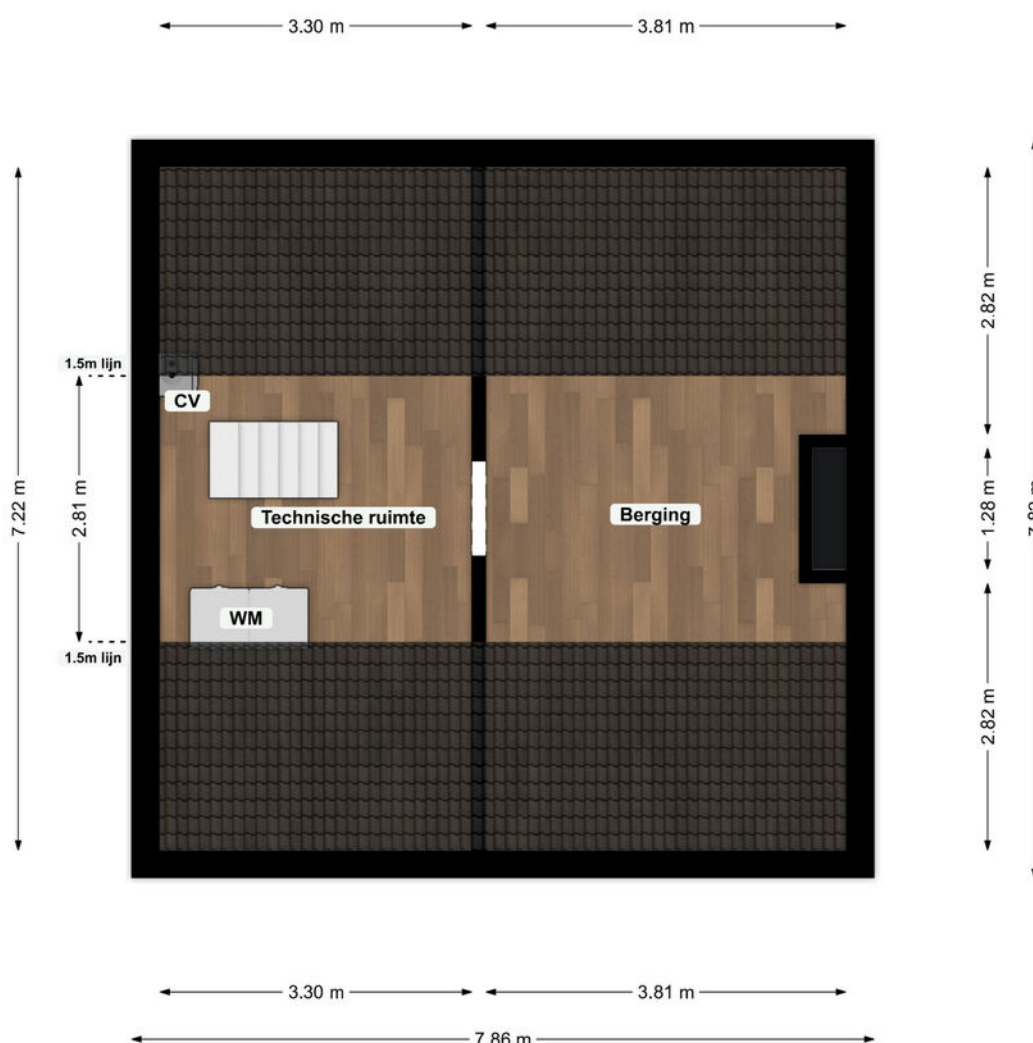 3.30 m
3.81 m
2.82 m
1.5m lijn
CV
7.22 m
2.81 m
Technische ruimte
Berging
1.28 m
WM
1.5m lijn
2.82 m
3.30 m
3.81 m
7.86 m